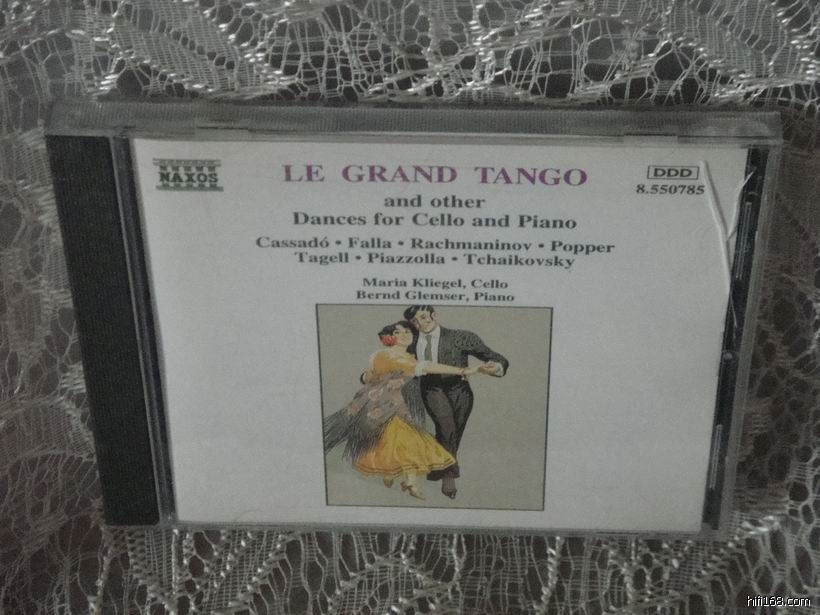 NAXOS
LE GRAND TANGO
DDD
8.550785
and other
Dances for Cello and Piano
Cassadó • Falla • Rachmaninov • Popper
Tagell • Piazzolla • Tchaikovsky
Maria Kliegel, Cello
Bernd Glemser, Piano
hifi168.com